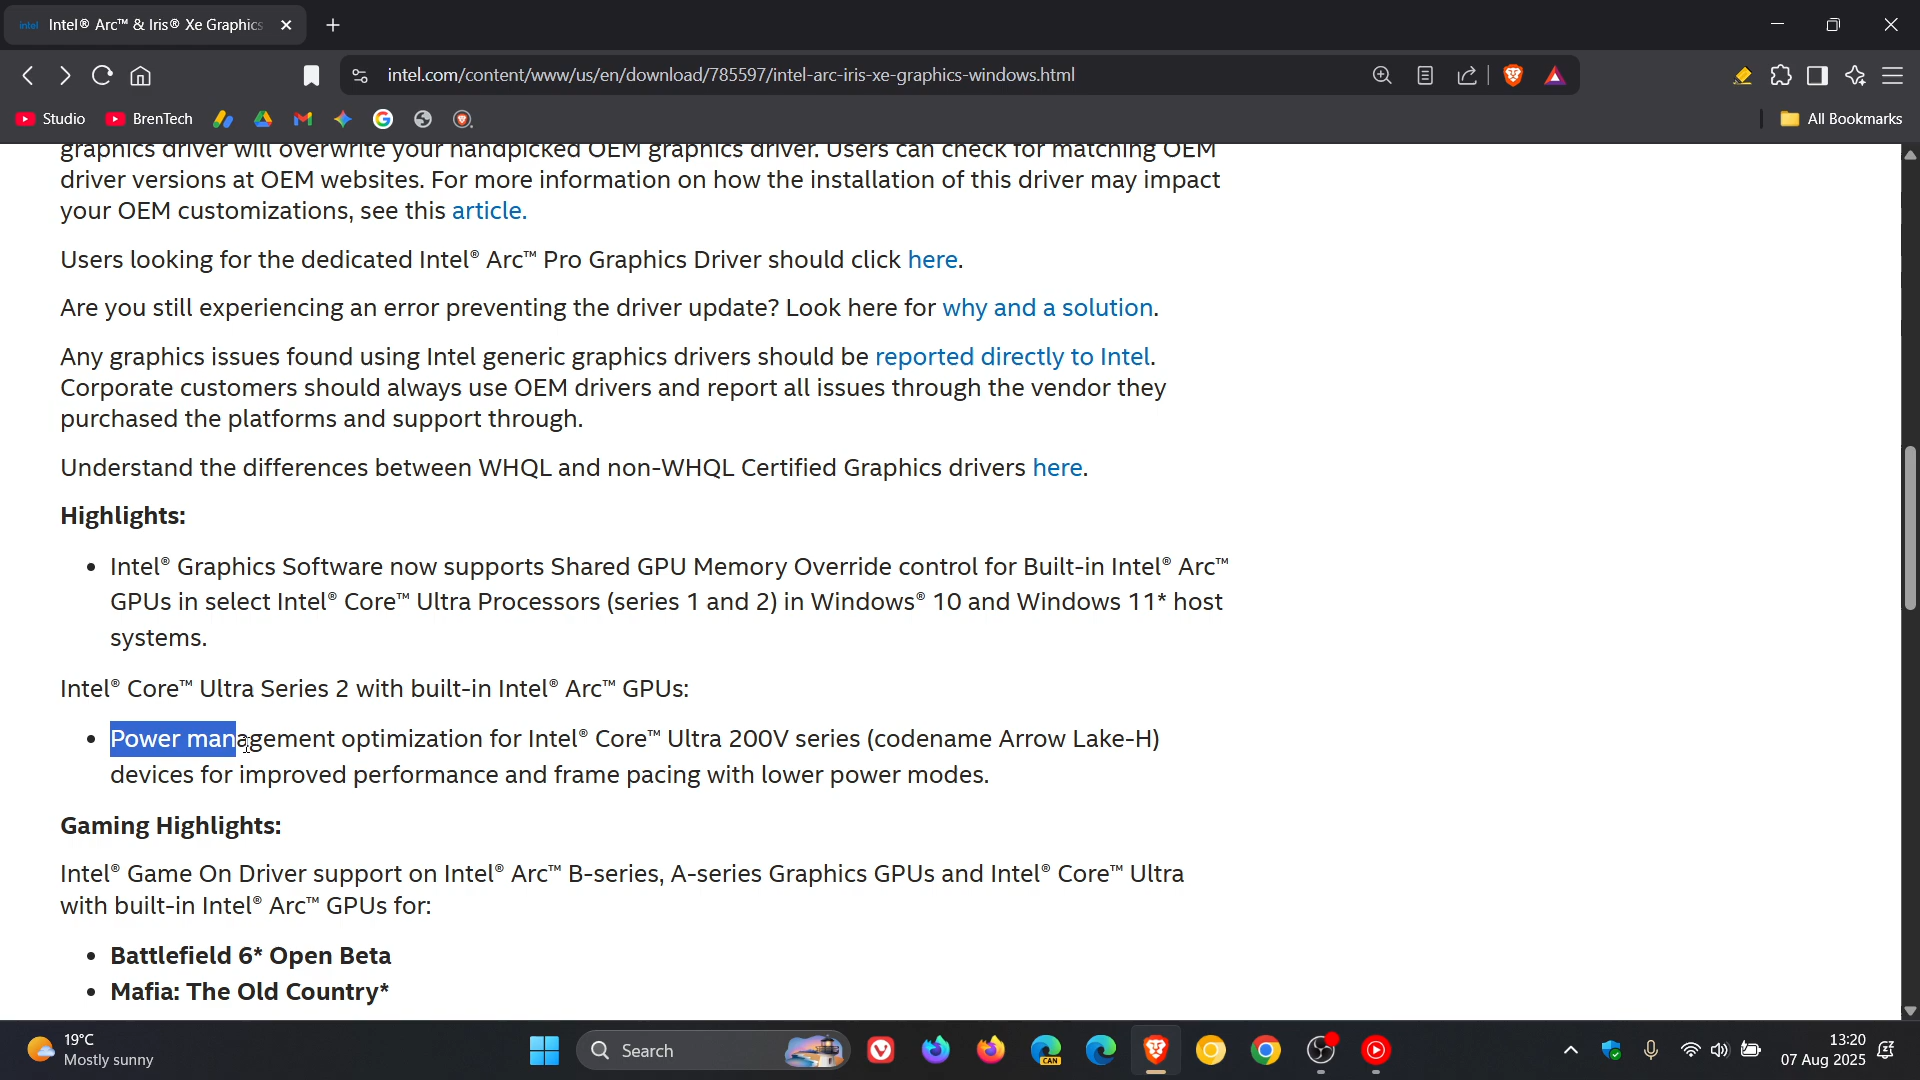 intel Intel® Arc™ & Iris® Xe Graphics
intel.com/content/www/us/en/download/785597/intel-arc-iris-xe-graphics-windows.html
Studio BrenTech All Bookmarks
graphics driver will overwrite your handpicked OEM graphics driver. Users can check for matching OEM
driver versions at OEM websites. For more information on how the installation of this driver may impact
your OEM customizations, see this article.
Users looking for the dedicated Intel® Arc™ Pro Graphics Driver should click here.
Are you still experiencing an error preventing the driver update? Look here for why and a solution.
Any graphics issues found using Intel generic graphics drivers should be reported directly to Intel.
Corporate customers should always use OEM drivers and report all issues through the vendor they
purchased the platforms and support through.
Understand the differences between WHQL and non-WHQL Certified Graphics drivers here.
Highlights:
• Intel® Graphics Software now supports Shared GPU Memory Override control for Built-in Intel® Arc™
GPUs in select Intel® Core™ Ultra Processors (series 1 and 2) in Windows® 10 and Windows 11* host
systems.
Intel® Core™ Ultra Series 2 with built-in Intel® Arc™ GPUs:
• Power management optimization for Intel® Core™ Ultra 200V series (codename Arrow Lake-H)
devices for improved performance and frame pacing with lower power modes.
Gaming Highlights:
Intel® Game On Driver support on Intel® Arc™ B-series, A-series Graphics GPUs and Intel® Core™ Ultra
with built-in Intel® Arc™ GPUs for:
• Battlefield 6* Open Beta
• Mafia: The Old Country*
19°C
Mostly sunny
Search
CAN
13:20
07 Aug 2025